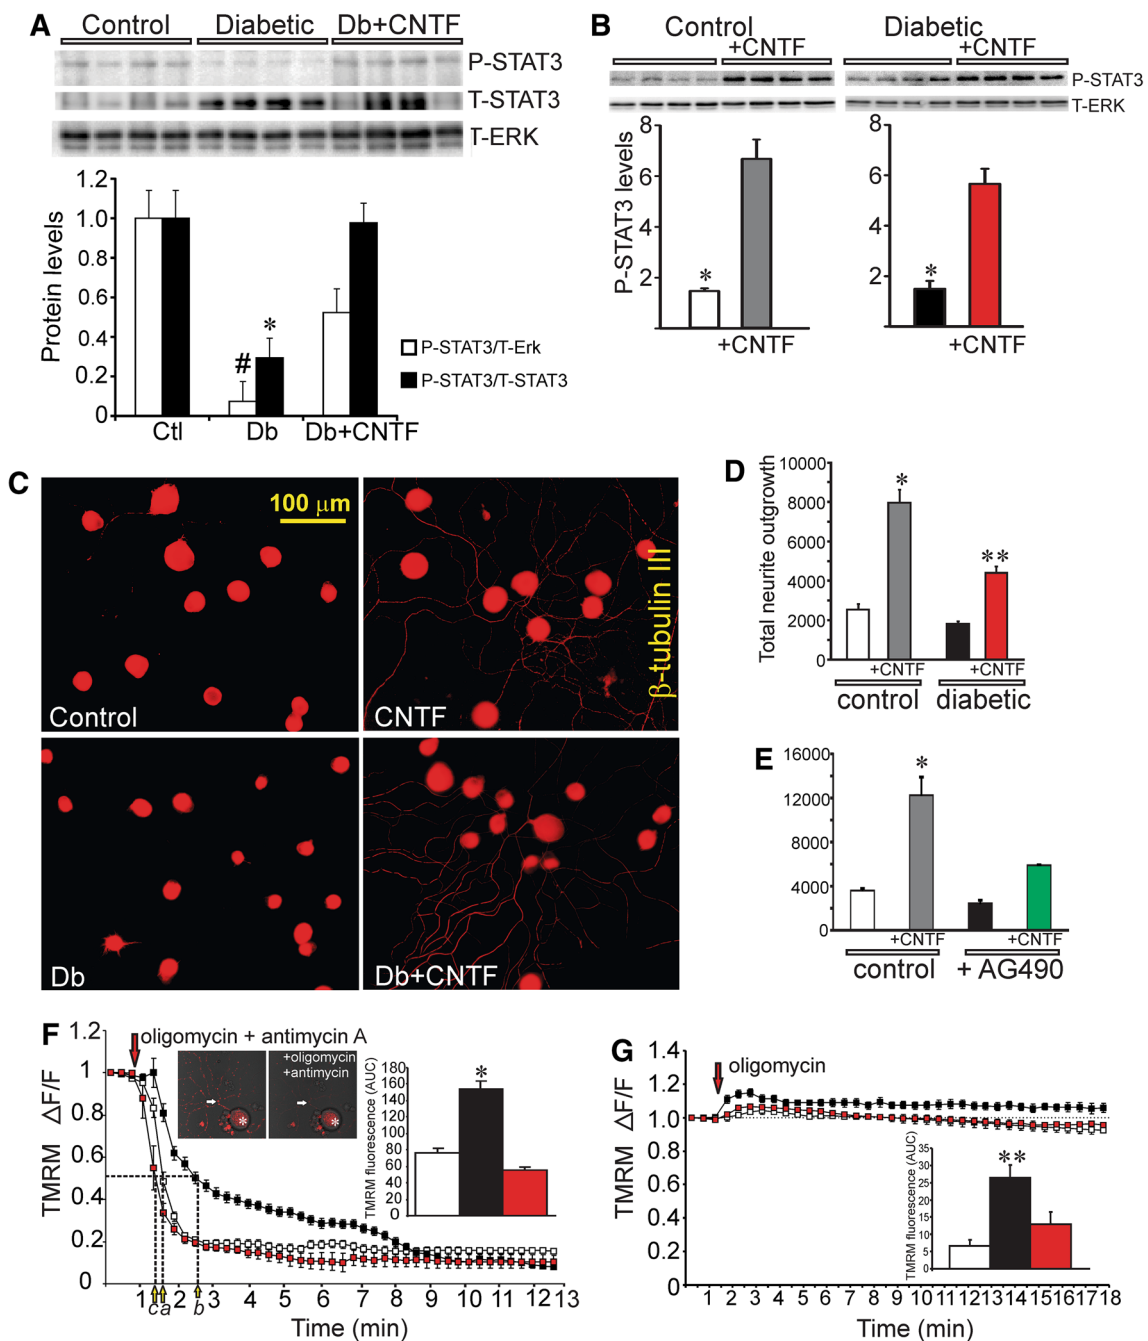 A
Control Diabetic Db+CNTF
P-STAT3
T-STAT3
T-ERK
Protein levels
1.2
1.0
0.8
0.6
0.4
0.2
0
#
*
P-STAT3/T-Erk
P-STAT3/T-STAT3
Ctl Db Db+CNTF
B
Control Diabetic
+CNTF +CNTF
P-STAT3
T-ERK
P-STAT3 levels
8
6
4
2
*
+CNTF
8
6
4
2
*
+CNTF
C
100 μm
β-tubulin III
Control
CNTF
Db
Db+CNTF
D
Total neurite outgrowth
10000
8000
6000
4000
2000
0
*
**
+CNTF +CNTF
control diabetic
E
16000
12000
8000
4000
0
*
+CNTF +CNTF
control + AG490
F
oligomycin + antimycin A
TMRM ΔF/F
1.2
1
0.8
0.6
0.4
0.2
0
+oligomycin
+antimycin
*
*
TMRM fluorescence (AUC)
180
160
140
120
100
80
60
40
20
0
*
1 2 3 4 5 6 7 8 9 10 11 12 13
c a b
Time (min)
G
oligomycin
TMRM ΔF/F
1.4
1.2
1.0
0.8
0.6
0.4
0.2
0
TMRM fluorescence (AUC)
35
30
25
20
15
10
5
0
**
1 2 3 4 5 6 7 8 9 10 11 12 13 14 15 16 17 18
Time (min)